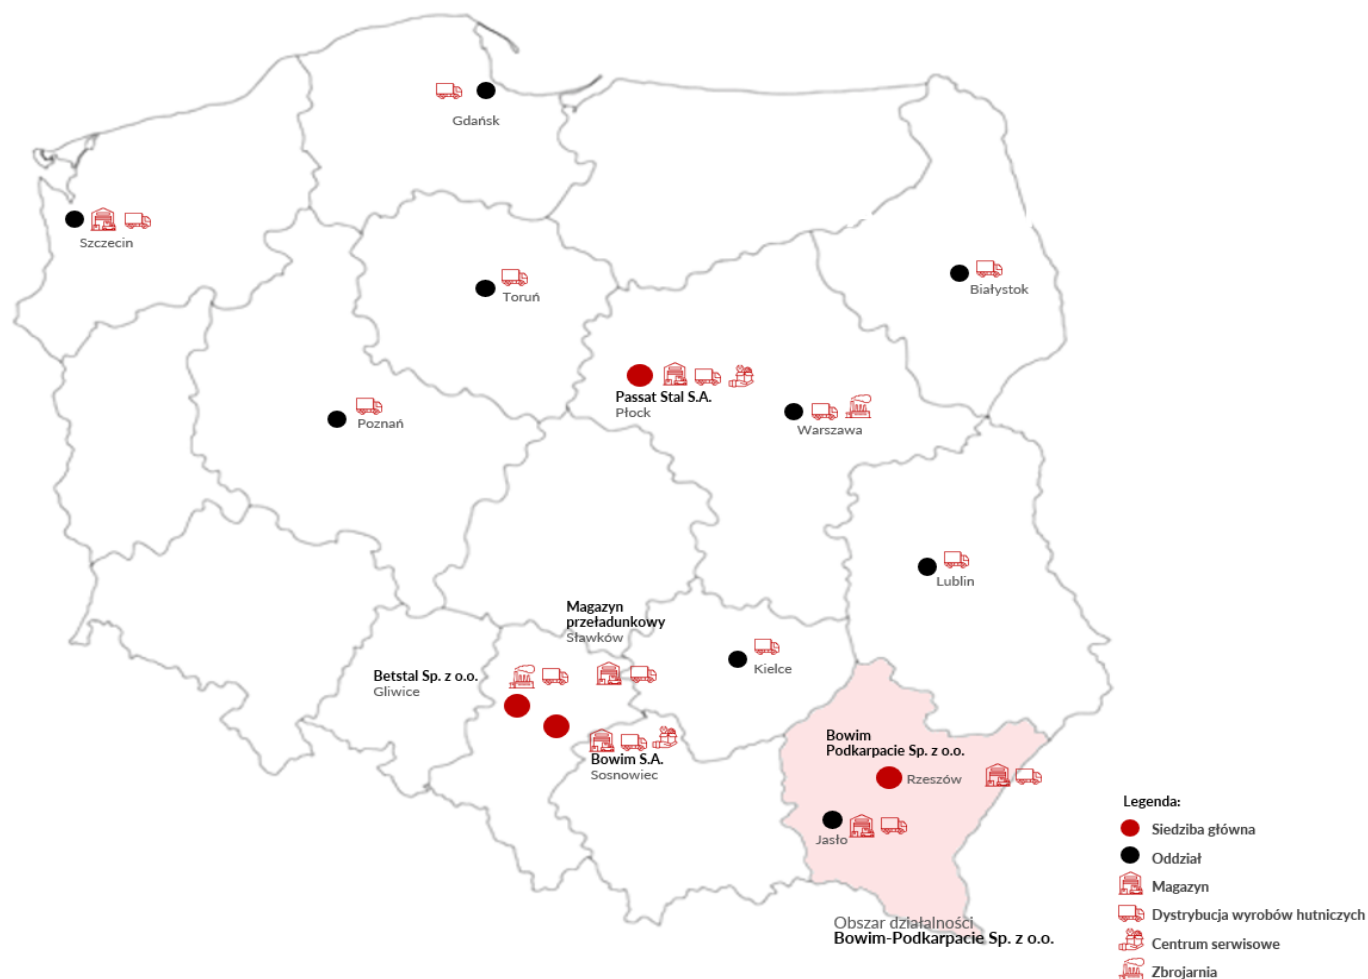 Gdańsk
Szczecin
Toruń
Białystok
Passat Stal S.A.
Płock
Poznań
Warszawa
Lublin
Magazyn
przeładunkowy
Sławków
Kielce
Betstal Sp. z o.o.
Gliwice
Bowim S.A.
Sosnowiec
Bowim
Podkarpacie Sp. z o.o.
Rzeszów
Jasło
Obszar działalności
Bowim-Podkarpacie Sp. z o.o.
Legenda:
Siedziba główna
Oddział
Magazyn
Dystrybucja wyrobów hutniczych
Centrum serwisowe
Zbrojarnia